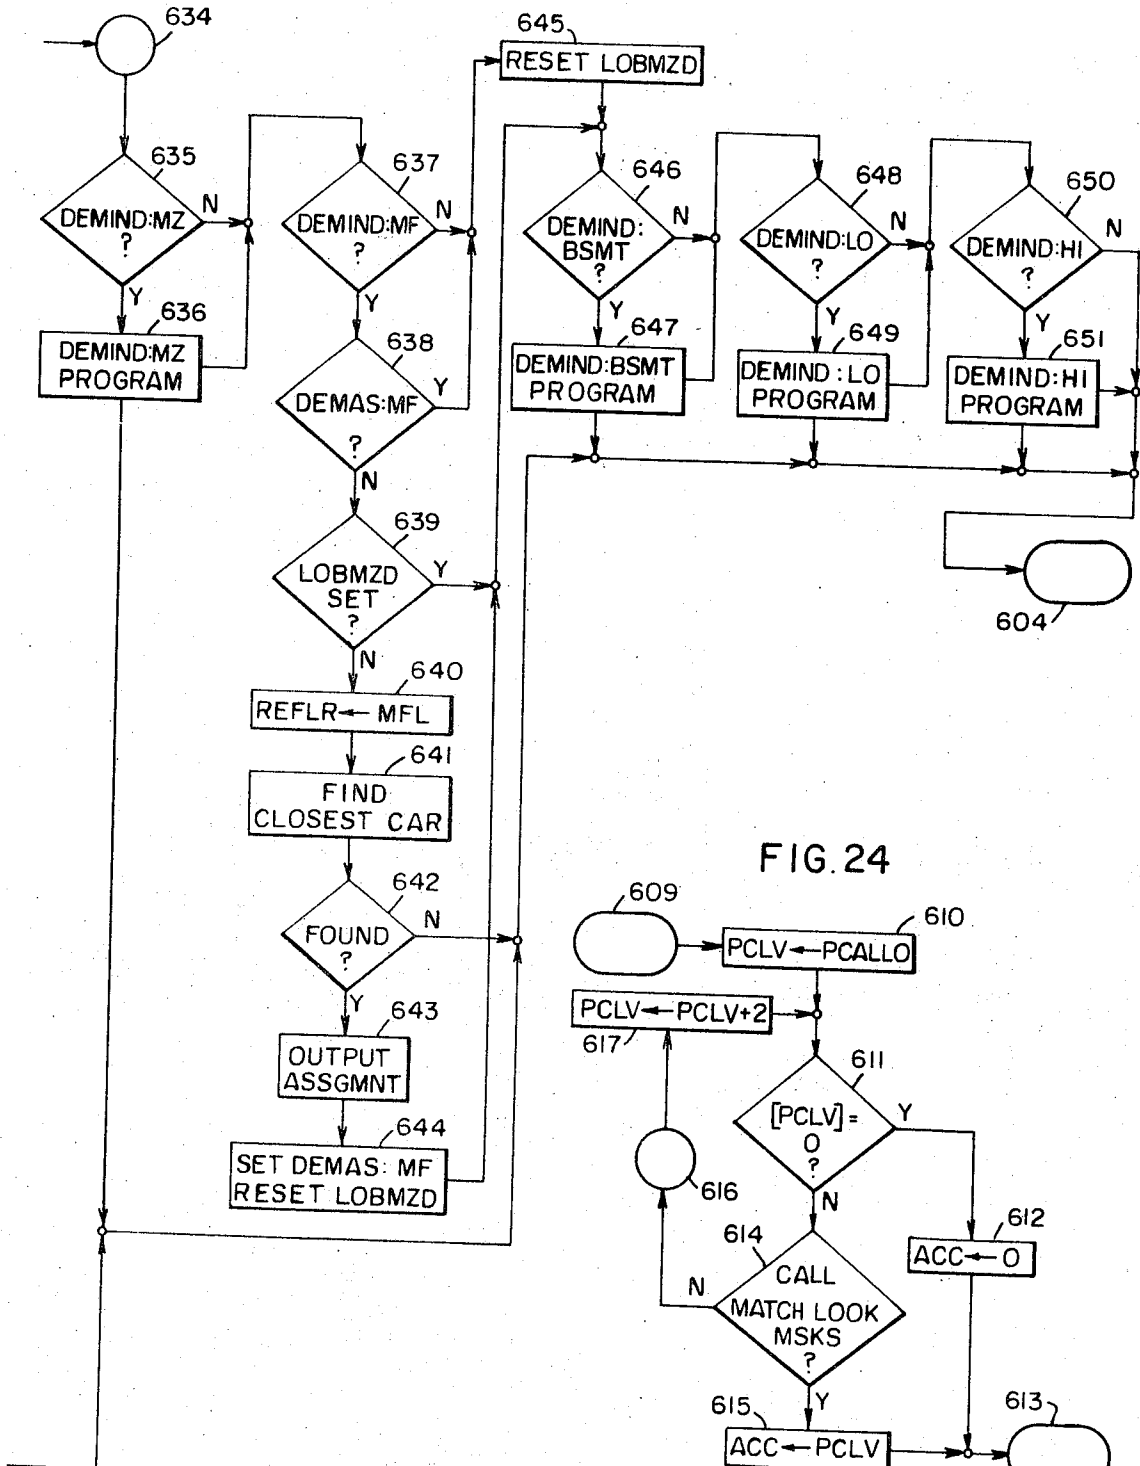 634
635
DEMIND:MZ
?
N
Y
636
DEMIND:MZ
PROGRAM
637
DEMIND:MF
?
N
Y
638
DEMAS:MF
?
Y
N
639
LOBMZD
SET
?
Y
N
640
REFLR←MFL
641
FIND
CLOSEST CAR
642
FOUND
?
N
Y
643
OUTPUT
ASSGMNT
644
SET DEMAS: MF
RESET LOBMZD
645
RESET LOBMZD
646
DEMIND:
BSMT
?
N
Y
647
DEMIND:BSMT
PROGRAM
648
DEMIND:LO
?
N
Y
649
DEMIND:LO
PROGRAM
650
DEMIND:HI
?
N
Y
651
DEMIND:HI
PROGRAM
604
FIG. 24
609
610
PCLV←PCALLO
PCLV←PCLV+2
617
611
[PCLV]=
0
?
Y
N
616
612
ACC←0
614
CALL
MATCH LOOK
MSKS
?
N
Y
615
ACC←PCLV
613